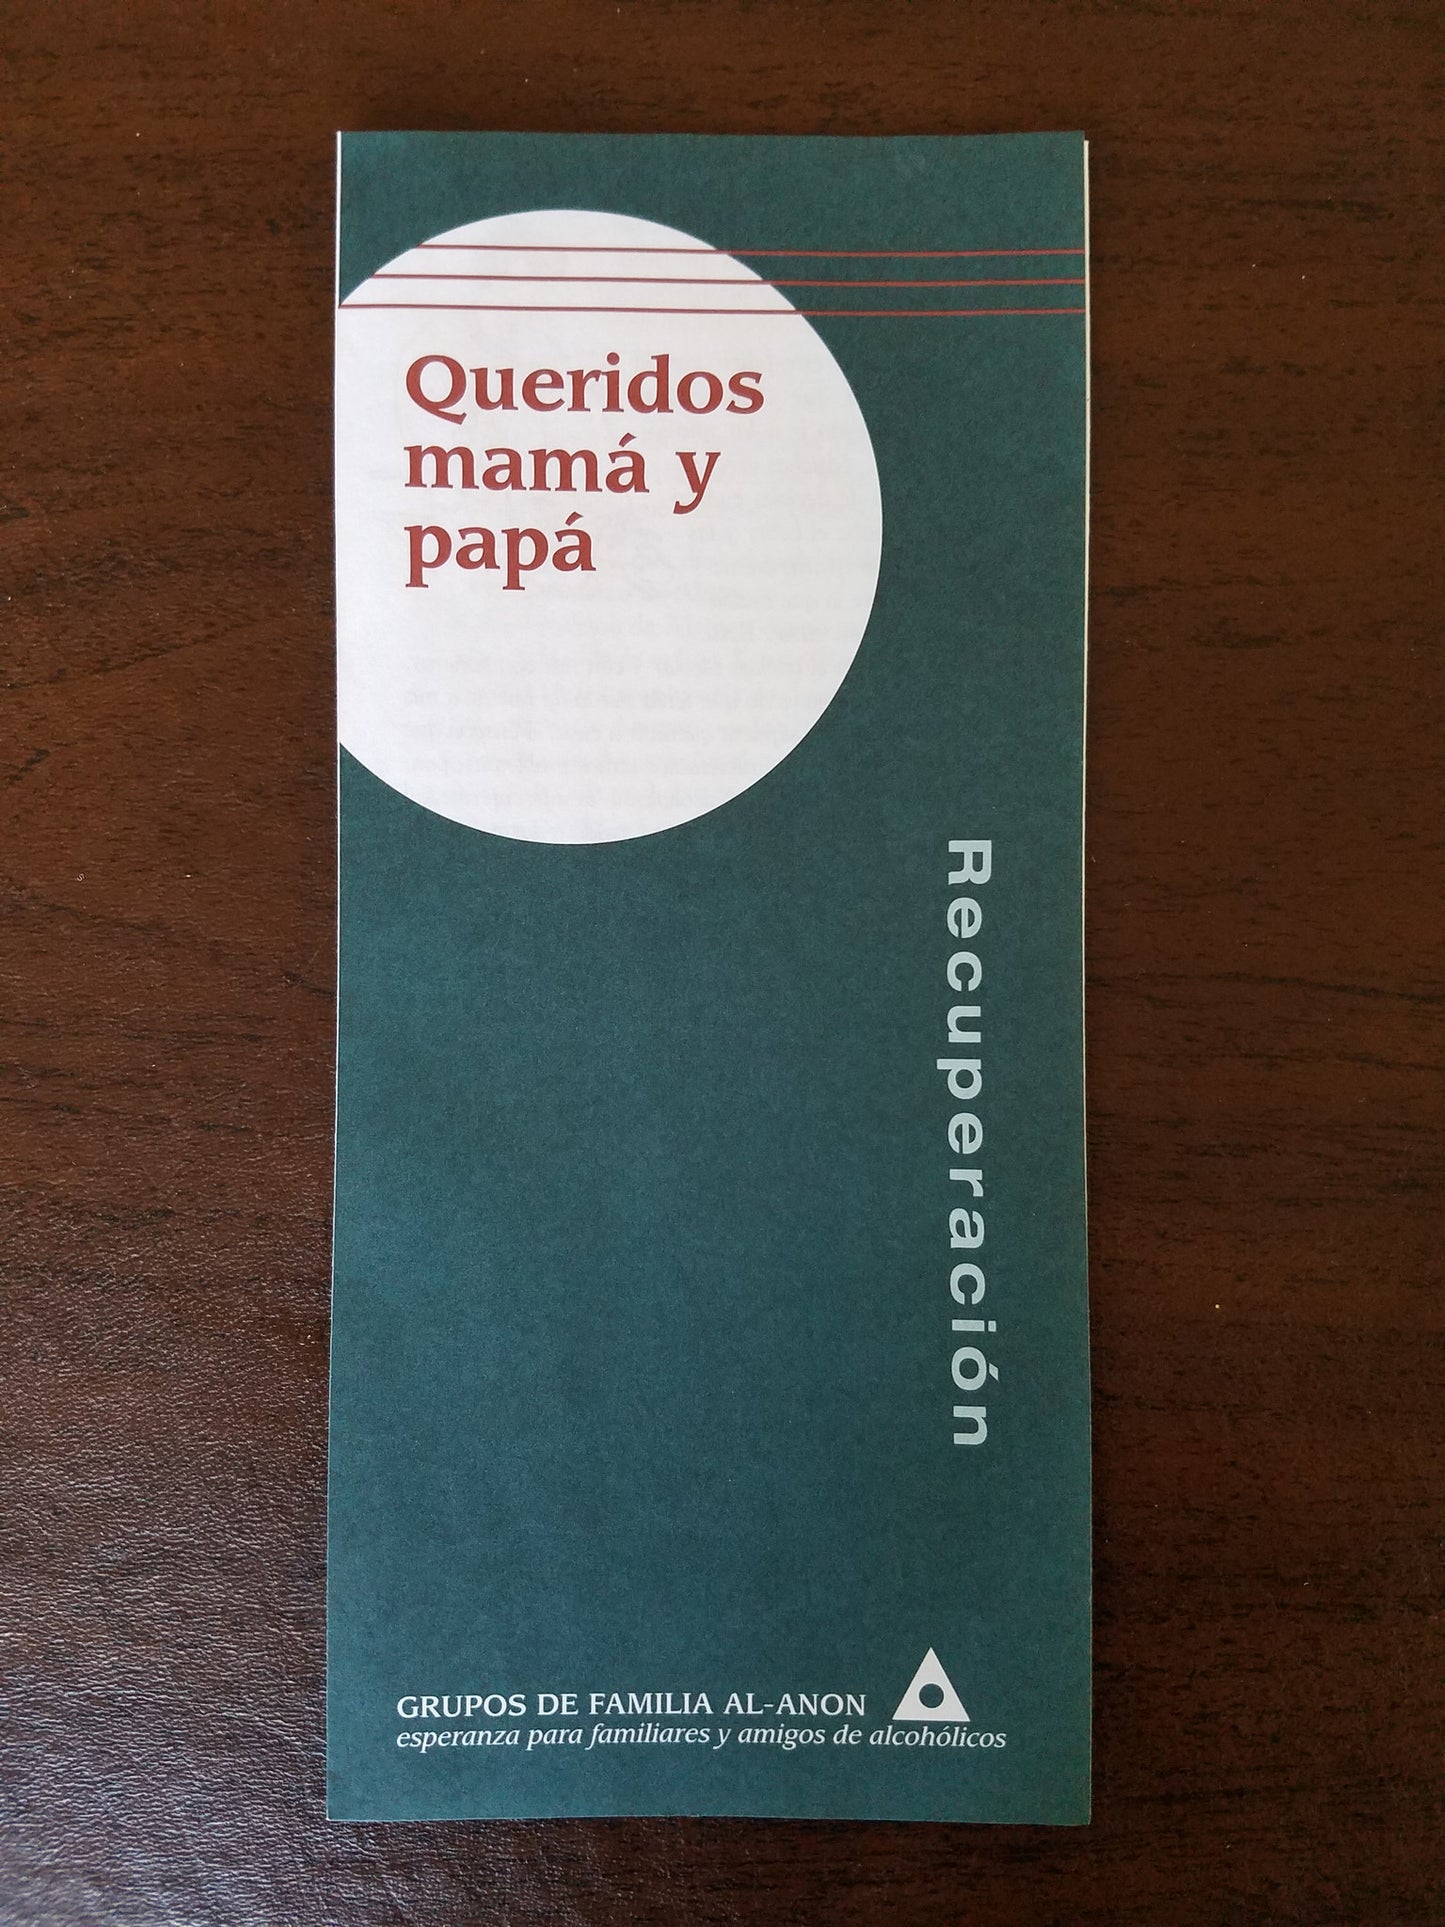 Queridos
mamá y
papá
Recuperación
GRUPOS DE FAMILIA AL-ANON
esperanza para familiares y amigos de alcohólicos